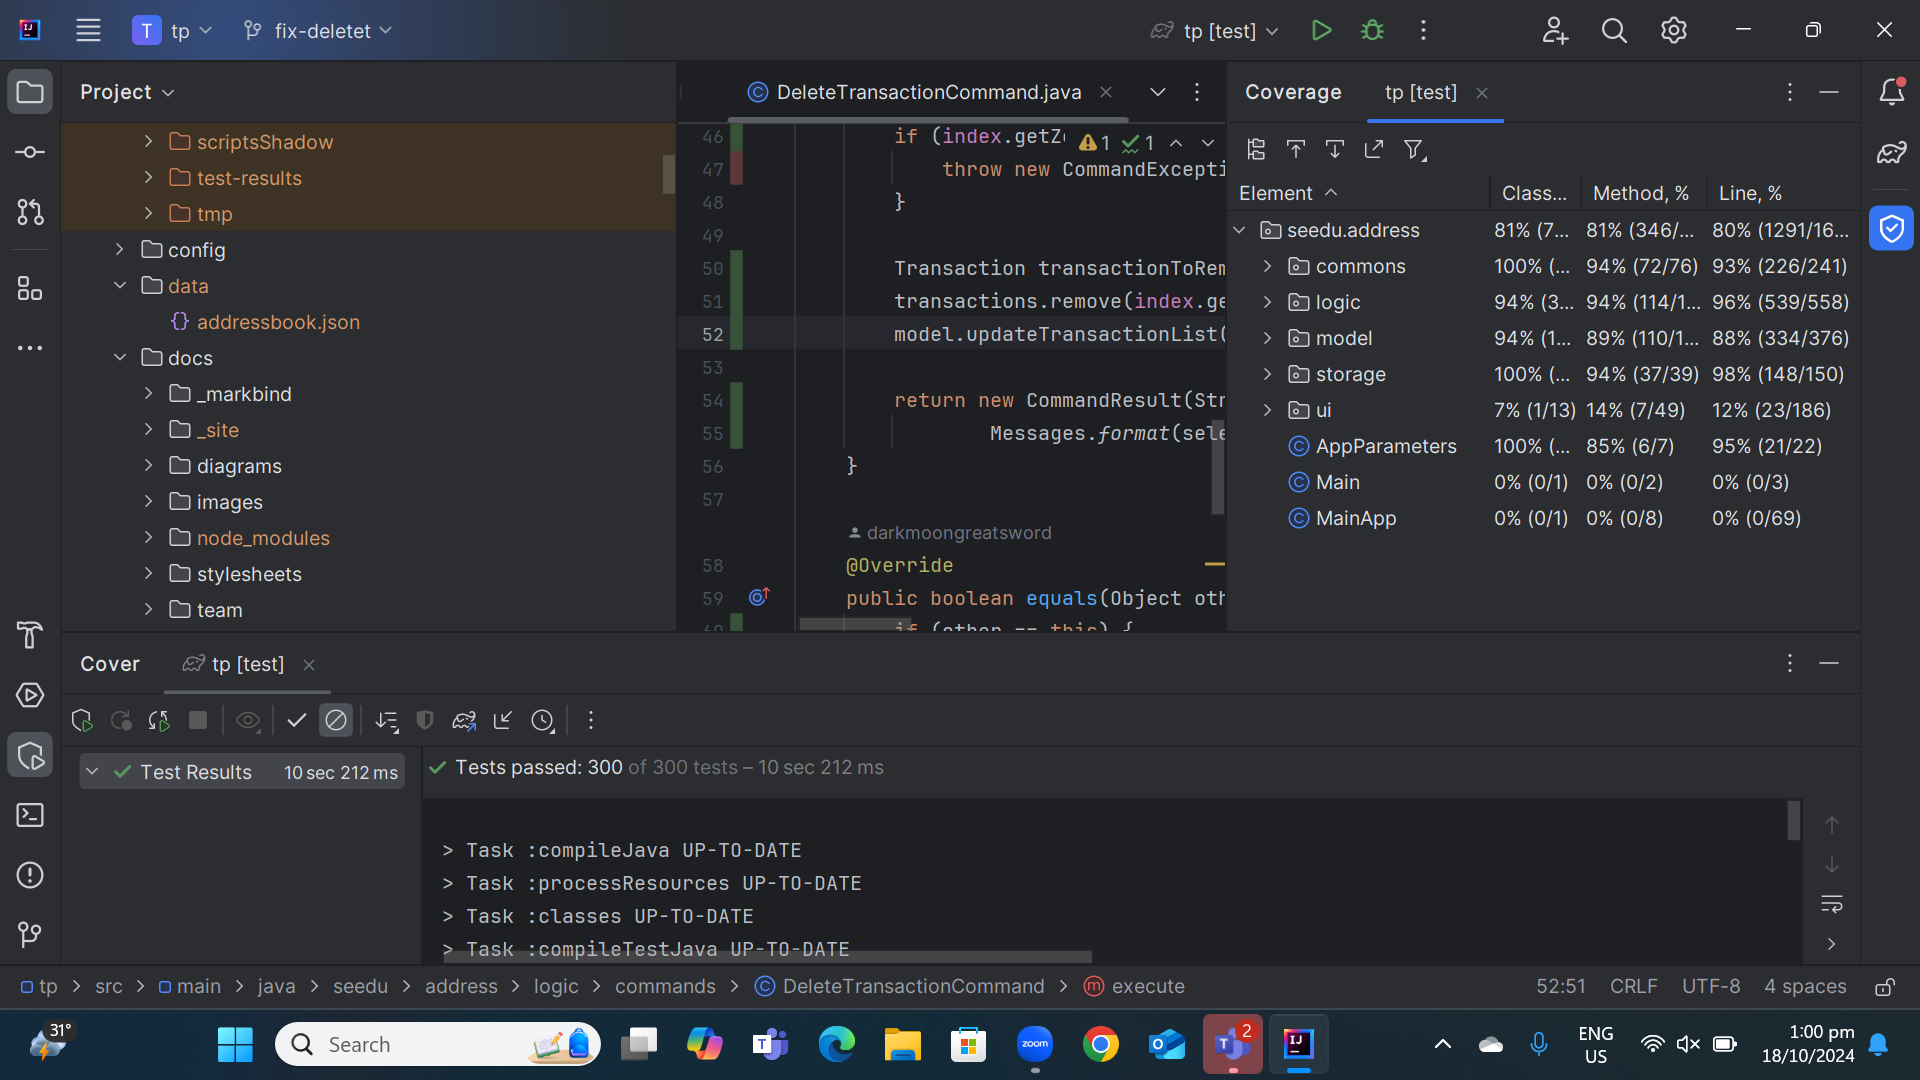 T tp fix-deletet tp [test]
Project
scriptsShadow
test-results
tmp
config
data
{} addressbook.json
docs
_markbind
_site
diagrams
images
node_modules
stylesheets
team
DeleteTransactionCommand.java
1 1
46 if (index.getZ
47 throw new CommandExcepti
48 }
49
50 Transaction transactionToRem
51 transactions.remove(index.ge
52 model.updateTransactionList(
53
54 return new CommandResult(Str
55 Messages.format(sele
56 }
57
darkmoongreatsword
58 @Override
59 public boolean equals(Object oth
60 if (other == this) {
Coverage tp [test]
Element Class... Method, % Line, %
seedu.address 81% (7... 81% (346/... 80% (1291/16...
commons 100% (... 94% (72/76) 93% (226/241)
logic 94% (3... 94% (114/1... 96% (539/558)
model 94% (1... 89% (110/1... 88% (334/376)
storage 100% (... 94% (37/39) 98% (148/150)
ui 7% (1/13) 14% (7/49) 12% (23/186)
AppParameters 100% (... 85% (6/7) 95% (21/22)
Main 0% (0/1) 0% (0/2) 0% (0/3)
MainApp 0% (0/1) 0% (0/8) 0% (0/69)
Cover tp [test]
Test Results 10 sec 212 ms
Tests passed: 300 of 300 tests – 10 sec 212 ms
> Task :compileJava UP-TO-DATE
> Task :processResources UP-TO-DATE
> Task :classes UP-TO-DATE
> Task :compileTestJava UP-TO-DATE
tp > src > main > java > seedu > address > logic > commands > DeleteTransactionCommand > execute
52:51 CRLF UTF-8 4 spaces
31°
Search
zoom
2
ENG
US
1:00 pm
18/10/2024